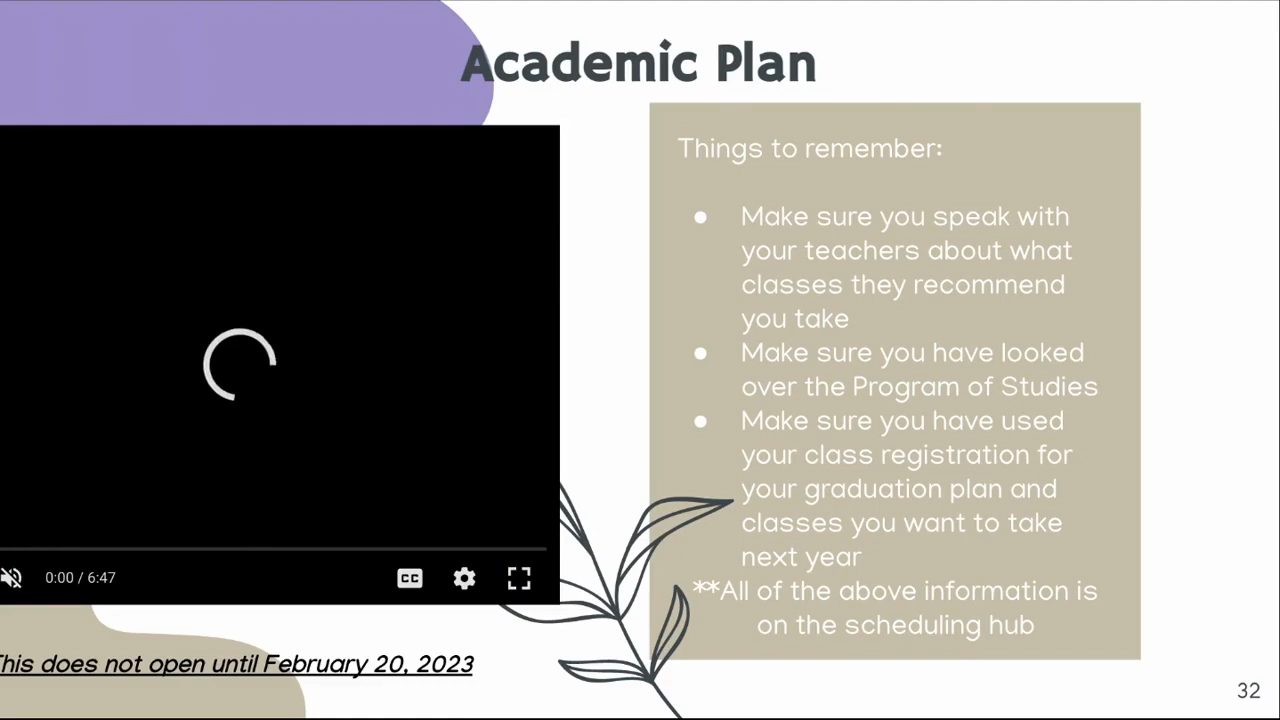 Academic Plan
Things to remember:
● Make sure you speak with
your teachers about what
classes they recommend
you take
● Make sure you have looked
over the Program of Studies
● Make sure you have used
your class registration for
your graduation plan and
classes you want to take
next year
**All of the above information is
on the scheduling hub
0:00 / 6:47
CC
This does not open until February 20, 2023
32